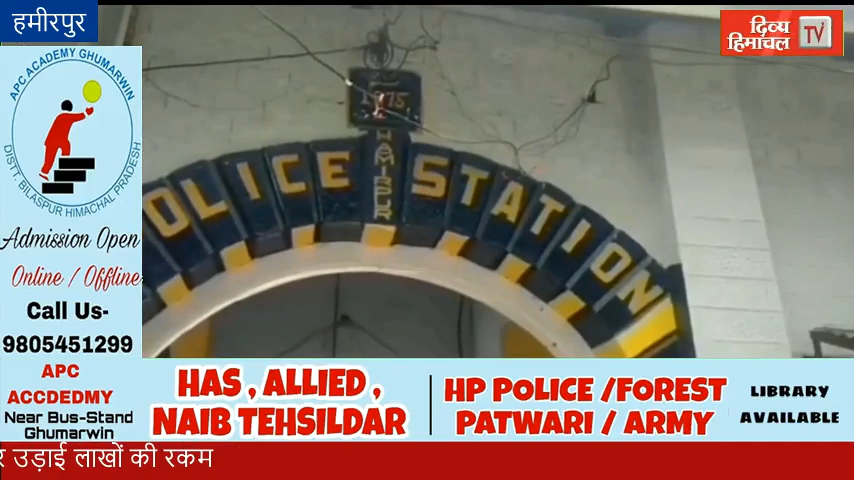 हमीरपुर
दिव्य
हिमाचल TV
1975
HAMIRPUR
OLICE STATION
APC ACADEMY GHUMARWIN
DISTT. BILASPUR HIMACHAL PRADESH
Admission Open
Online / Offline
Call Us-
9805451299
APC
ACCDEDMY
Near Bus-Stand
Ghumarwin
HAS , ALLIED ,
NAIB TEHSILDAR
HP POLICE /FOREST
PATWARI / ARMY
LIBRARY
AVAILABLE
र उड़ाई लाखों की रकम